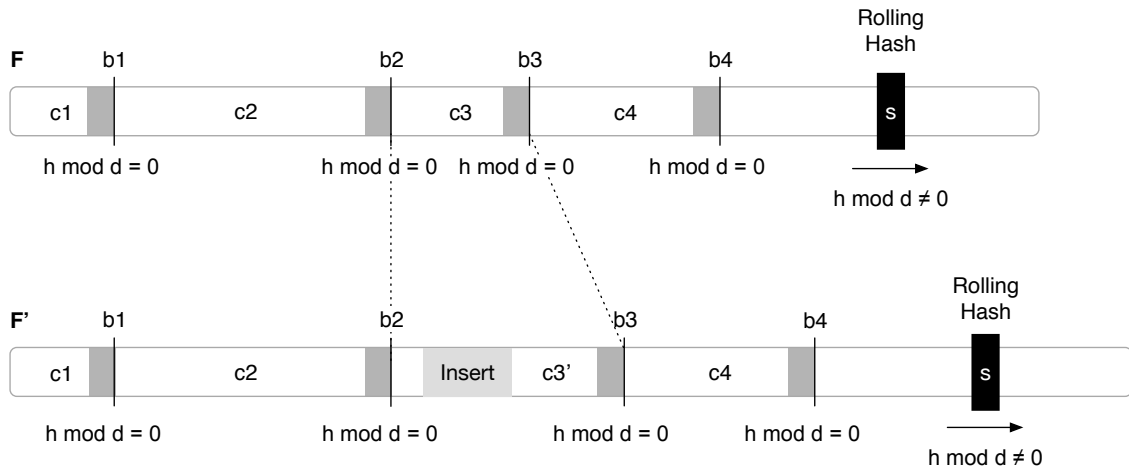 Rolling
Hash
F b1 b2 b3 b4
c1 c2 c3 c4 s
h mod d = 0 h mod d = 0 h mod d = 0 h mod d = 0
h mod d ≠ 0
Rolling
Hash
F’ b1 b2 b3 b4
c1 c2 Insert c3’ c4 s
h mod d = 0 h mod d = 0 h mod d = 0 h mod d = 0
h mod d ≠ 0